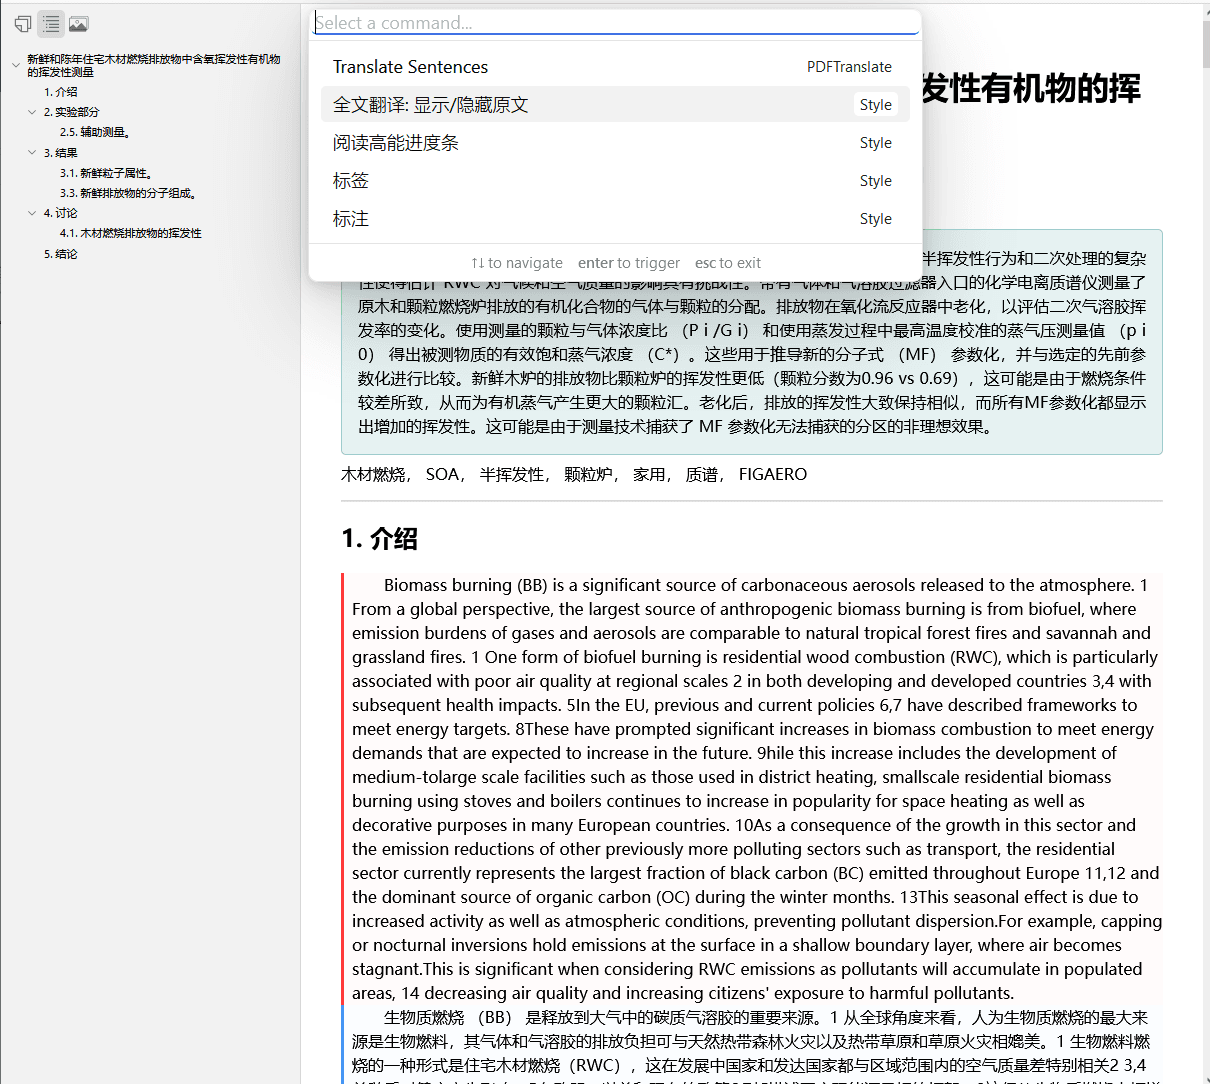 新鲜和陈年住宅木材燃烧排放物中含氧挥发性有机物
的挥发性测量
1. 介绍
2. 实验部分
2.5. 辅助测量。
3. 结果
3.1. 新鲜粒子属性。
3.3. 新鲜排放物的分子组成。
4. 讨论
4.1. 木材燃烧排放物的挥发性
5. 结论
Select a command...
Translate Sentences PDFTranslate
全文翻译: 显示/隐藏原文 Style
阅读高能进度条 Style
标签 Style
标注 Style
↑↓ to navigate enter to trigger esc to exit
发性有机物的挥
半挥发性行为和二次处理的复杂
性使得估计 RWC 对气候和空气质量的影响具有挑战性。带有气体和气溶胶过滤器入口的化学电离质谱仪测量了
原木和颗粒燃烧炉排放的有机化合物的气体与颗粒的分配。排放物在氧化流反应器中老化，以评估二次气溶胶挥
发率的变化。使用测量的颗粒与气体浓度比 （P i /G i） 和使用蒸发过程中最高温度校准的蒸气压测量值 （p i
0） 得出被测物质的有效饱和蒸气浓度 （C*）。这些用于推导新的分子式 （MF） 参数化，并与选定的先前参
数化进行比较。新鲜木炉的排放物比颗粒炉的挥发性更低（颗粒分数为0.96 vs 0.69），这可能是由于燃烧条件
较差所致，从而为有机蒸气产生更大的颗粒汇。老化后，排放的挥发性大致保持相似，而所有MF参数化都显示
出增加的挥发性。这可能是由于测量技术捕获了 MF 参数化无法捕获的分区的非理想效果。
木材燃烧， SOA， 半挥发性， 颗粒炉， 家用， 质谱， FIGAERO
1. 介绍
Biomass burning (BB) is a significant source of carbonaceous aerosols released to the atmosphere. 1
From a global perspective, the largest source of anthropogenic biomass burning is from biofuel, where
emission burdens of gases and aerosols are comparable to natural tropical forest fires and savannah and
grassland fires. 1 One form of biofuel burning is residential wood combustion (RWC), which is particularly
associated with poor air quality at regional scales 2 in both developing and developed countries 3,4 with
subsequent health impacts. 5In the EU, previous and current policies 6,7 have described frameworks to
meet energy targets. 8These have prompted significant increases in biomass combustion to meet energy
demands that are expected to increase in the future. 9hile this increase includes the development of
medium-tolarge scale facilities such as those used in district heating, smallscale residential biomass
burning using stoves and boilers continues to increase in popularity for space heating as well as
decorative purposes in many European countries. 10As a consequence of the growth in this sector and
the emission reductions of other previously more polluting sectors such as transport, the residential
sector currently represents the largest fraction of black carbon (BC) emitted throughout Europe 11,12 and
the dominant source of organic carbon (OC) during the winter months. 13This seasonal effect is due to
increased activity as well as atmospheric conditions, preventing pollutant dispersion.For example, capping
or nocturnal inversions hold emissions at the surface in a shallow boundary layer, where air becomes
stagnant.This is significant when considering RWC emissions as pollutants will accumulate in populated
areas, 14 decreasing air quality and increasing citizens' exposure to harmful pollutants.
生物质燃烧 （BB） 是释放到大气中的碳质气溶胶的重要来源。1 从全球角度来看，人为生物质燃烧的最大来
源是生物燃料，其气体和气溶胶的排放负担可与天然热带森林火灾以及热带草原和草原火灾相媲美。1 生物燃料燃
烧的一种形式是住宅木材燃烧（RWC），这在发展中国家和发达国家都与区域范围内的空气质量差特别相关2 3,4